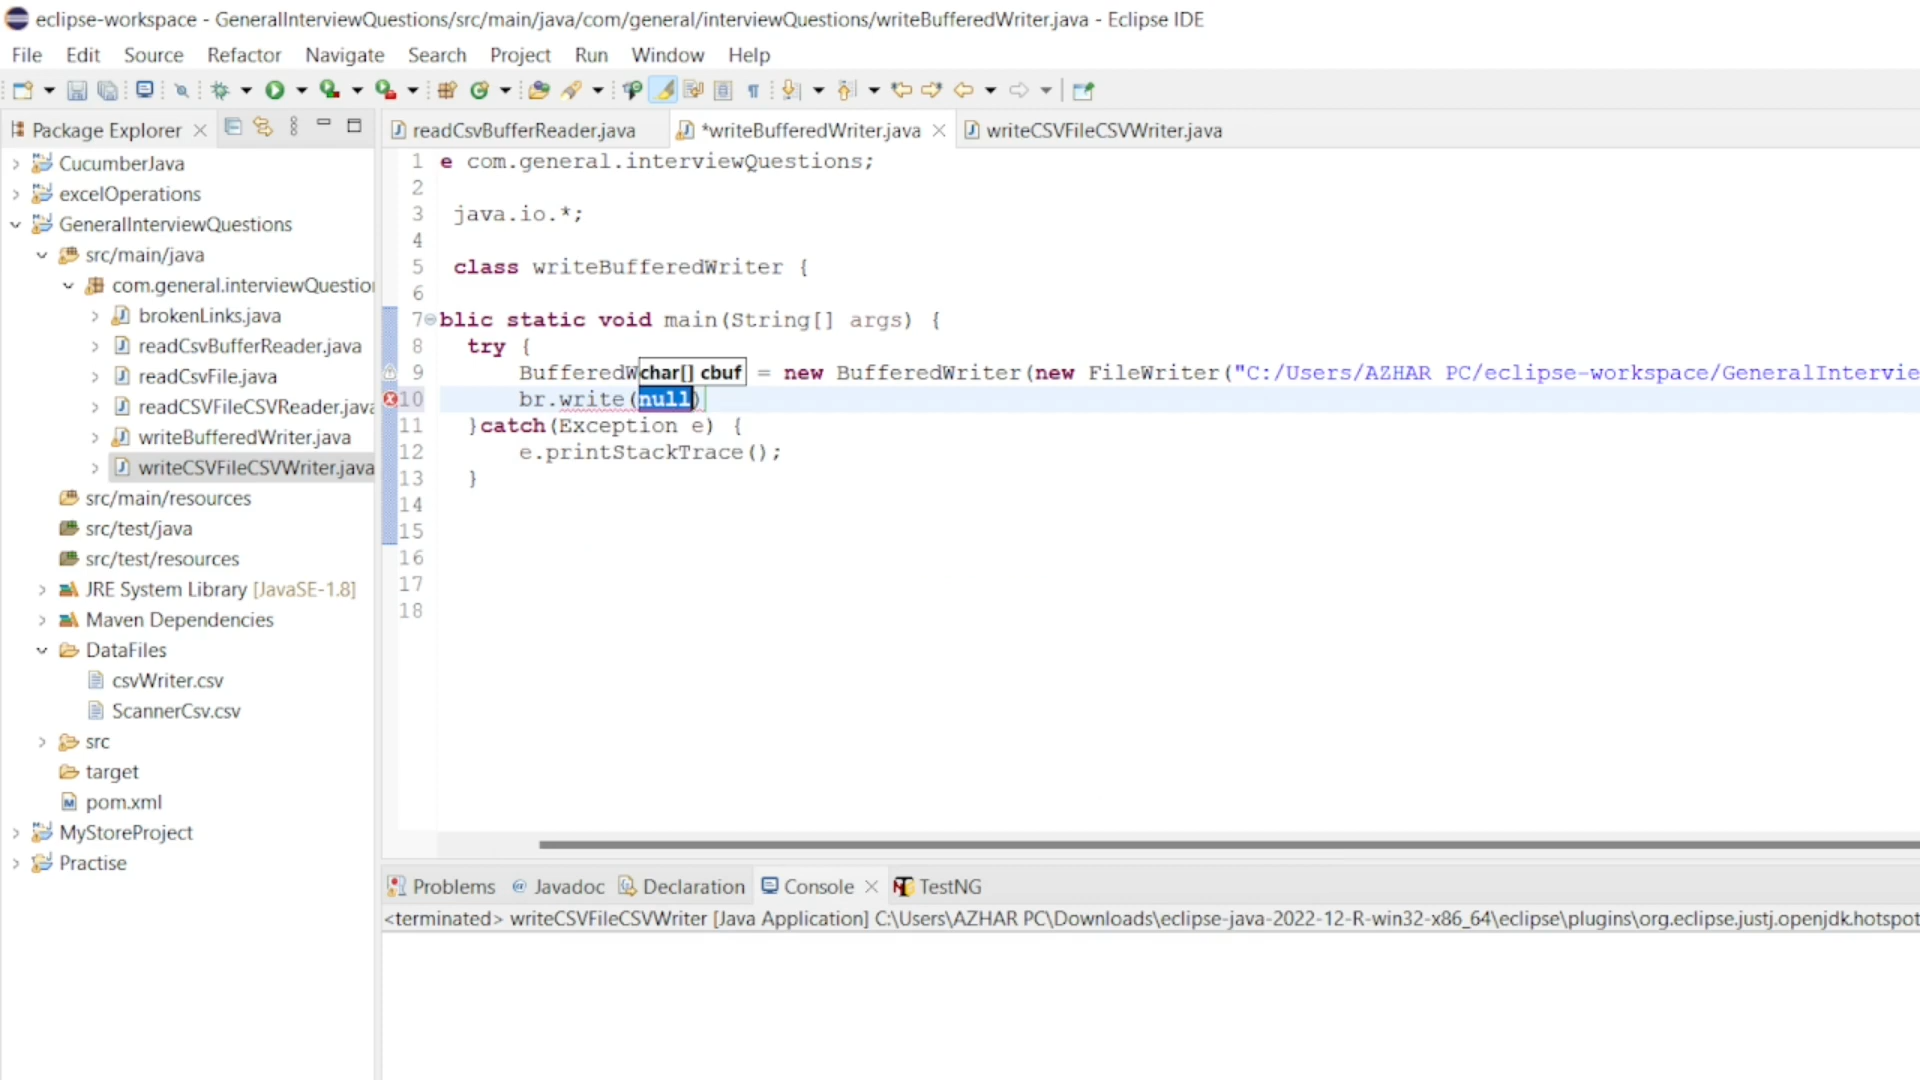 eclipse-workspace - GeneralInterviewQuestions/src/main/java/com/general/interviewQuestions/writeBufferedWriter.java - Eclipse IDE
File Edit Source Refactor Navigate Search Project Run Window Help
Package Explorer
readCsvBufferReader.java *writeBufferedWriter.java writeCSVFileCSVWriter.java
CucumberJava
excelOperations
GeneralInterviewQuestions
src/main/java
com.general.interviewQuestion
brokenLinks.java
readCsvBufferReader.java
readCsvFile.java
readCSVFileCSVReader.java
writeBufferedWriter.java
writeCSVFileCSVWriter.java
src/main/resources
src/test/java
src/test/resources
JRE System Library [JavaSE-1.8]
Maven Dependencies
DataFiles
csvWriter.csv
ScannerCsv.csv
src
target
pom.xml
MyStoreProject
Practise
1 e com.general.interviewQuestions;
2
3 java.io.*;
4
5 class writeBufferedWriter {
6
7 blic static void main(String[] args) {
8 try {
9 BufferedW char[] cbuf = new BufferedWriter(new FileWriter("C:/Users/AZHAR PC/eclipse-workspace/GeneralIntervie
10 br.write(null)
11 }catch(Exception e) {
12 e.printStackTrace();
13 }
14
15
16
17
18
Problems Javadoc Declaration Console TestNG
<terminated> writeCSVFileCSVWriter [Java Application] C:\Users\AZHAR PC\Downloads\eclipse-java-2022-12-R-win32-x86_64\eclipse\plugins\org.eclipse.justj.openjdk.hotspot